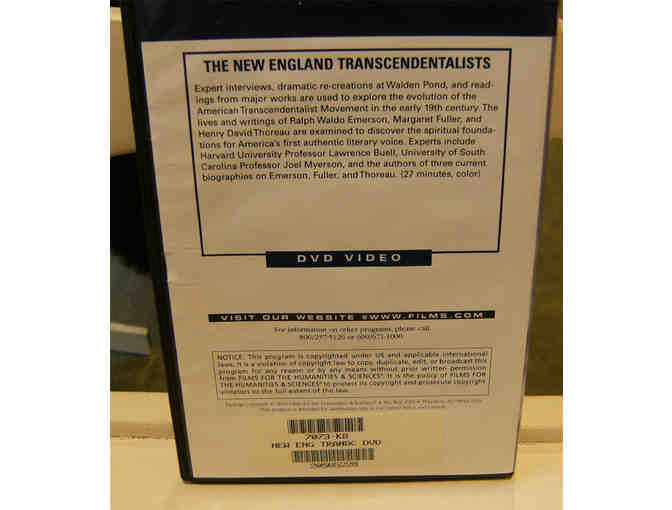 THE NEW ENGLAND TRANSCENDENTALISTS
Expert interviews, dramatic re-creations at Walden Pond, and read-
ings from major works are used to explore the evolution of the
American Transcendentalist Movement in the early 19th century. The
lives and writings of Ralph Waldo Emerson, Margaret Fuller, and
Henry David Thoreau are examined to discover the spiritual founda-
tions for America's first authentic literary voice. Experts include
Harvard University Professor Lawrence Buell, University of South
Carolina Professor Joel Myerson, and the authors of three current
biographies on Emerson, Fuller, and Thoreau. (27 minutes, color)
DVD VIDEO
VISIT OUR WEBSITE @WWW.FILMS.COM
For information on other programs, please call
800/257-5126 or 609/671-1000
NOTICE: This program is copyrighted under US and applicable international
laws. It is a violation of copyright law to copy, duplicate, edit, or broadcast this
program for any reason or by any means without prior written permission
from FILMS FOR THE HUMANITIES & SCIENCES® It is the policy of FILMS FOR
THE HUMANITIES & SCIENCES® to protect its copyright and prosecute copyright
violators to the full extent of the law.
7073-KB
NEW ENG TRANSC DVD